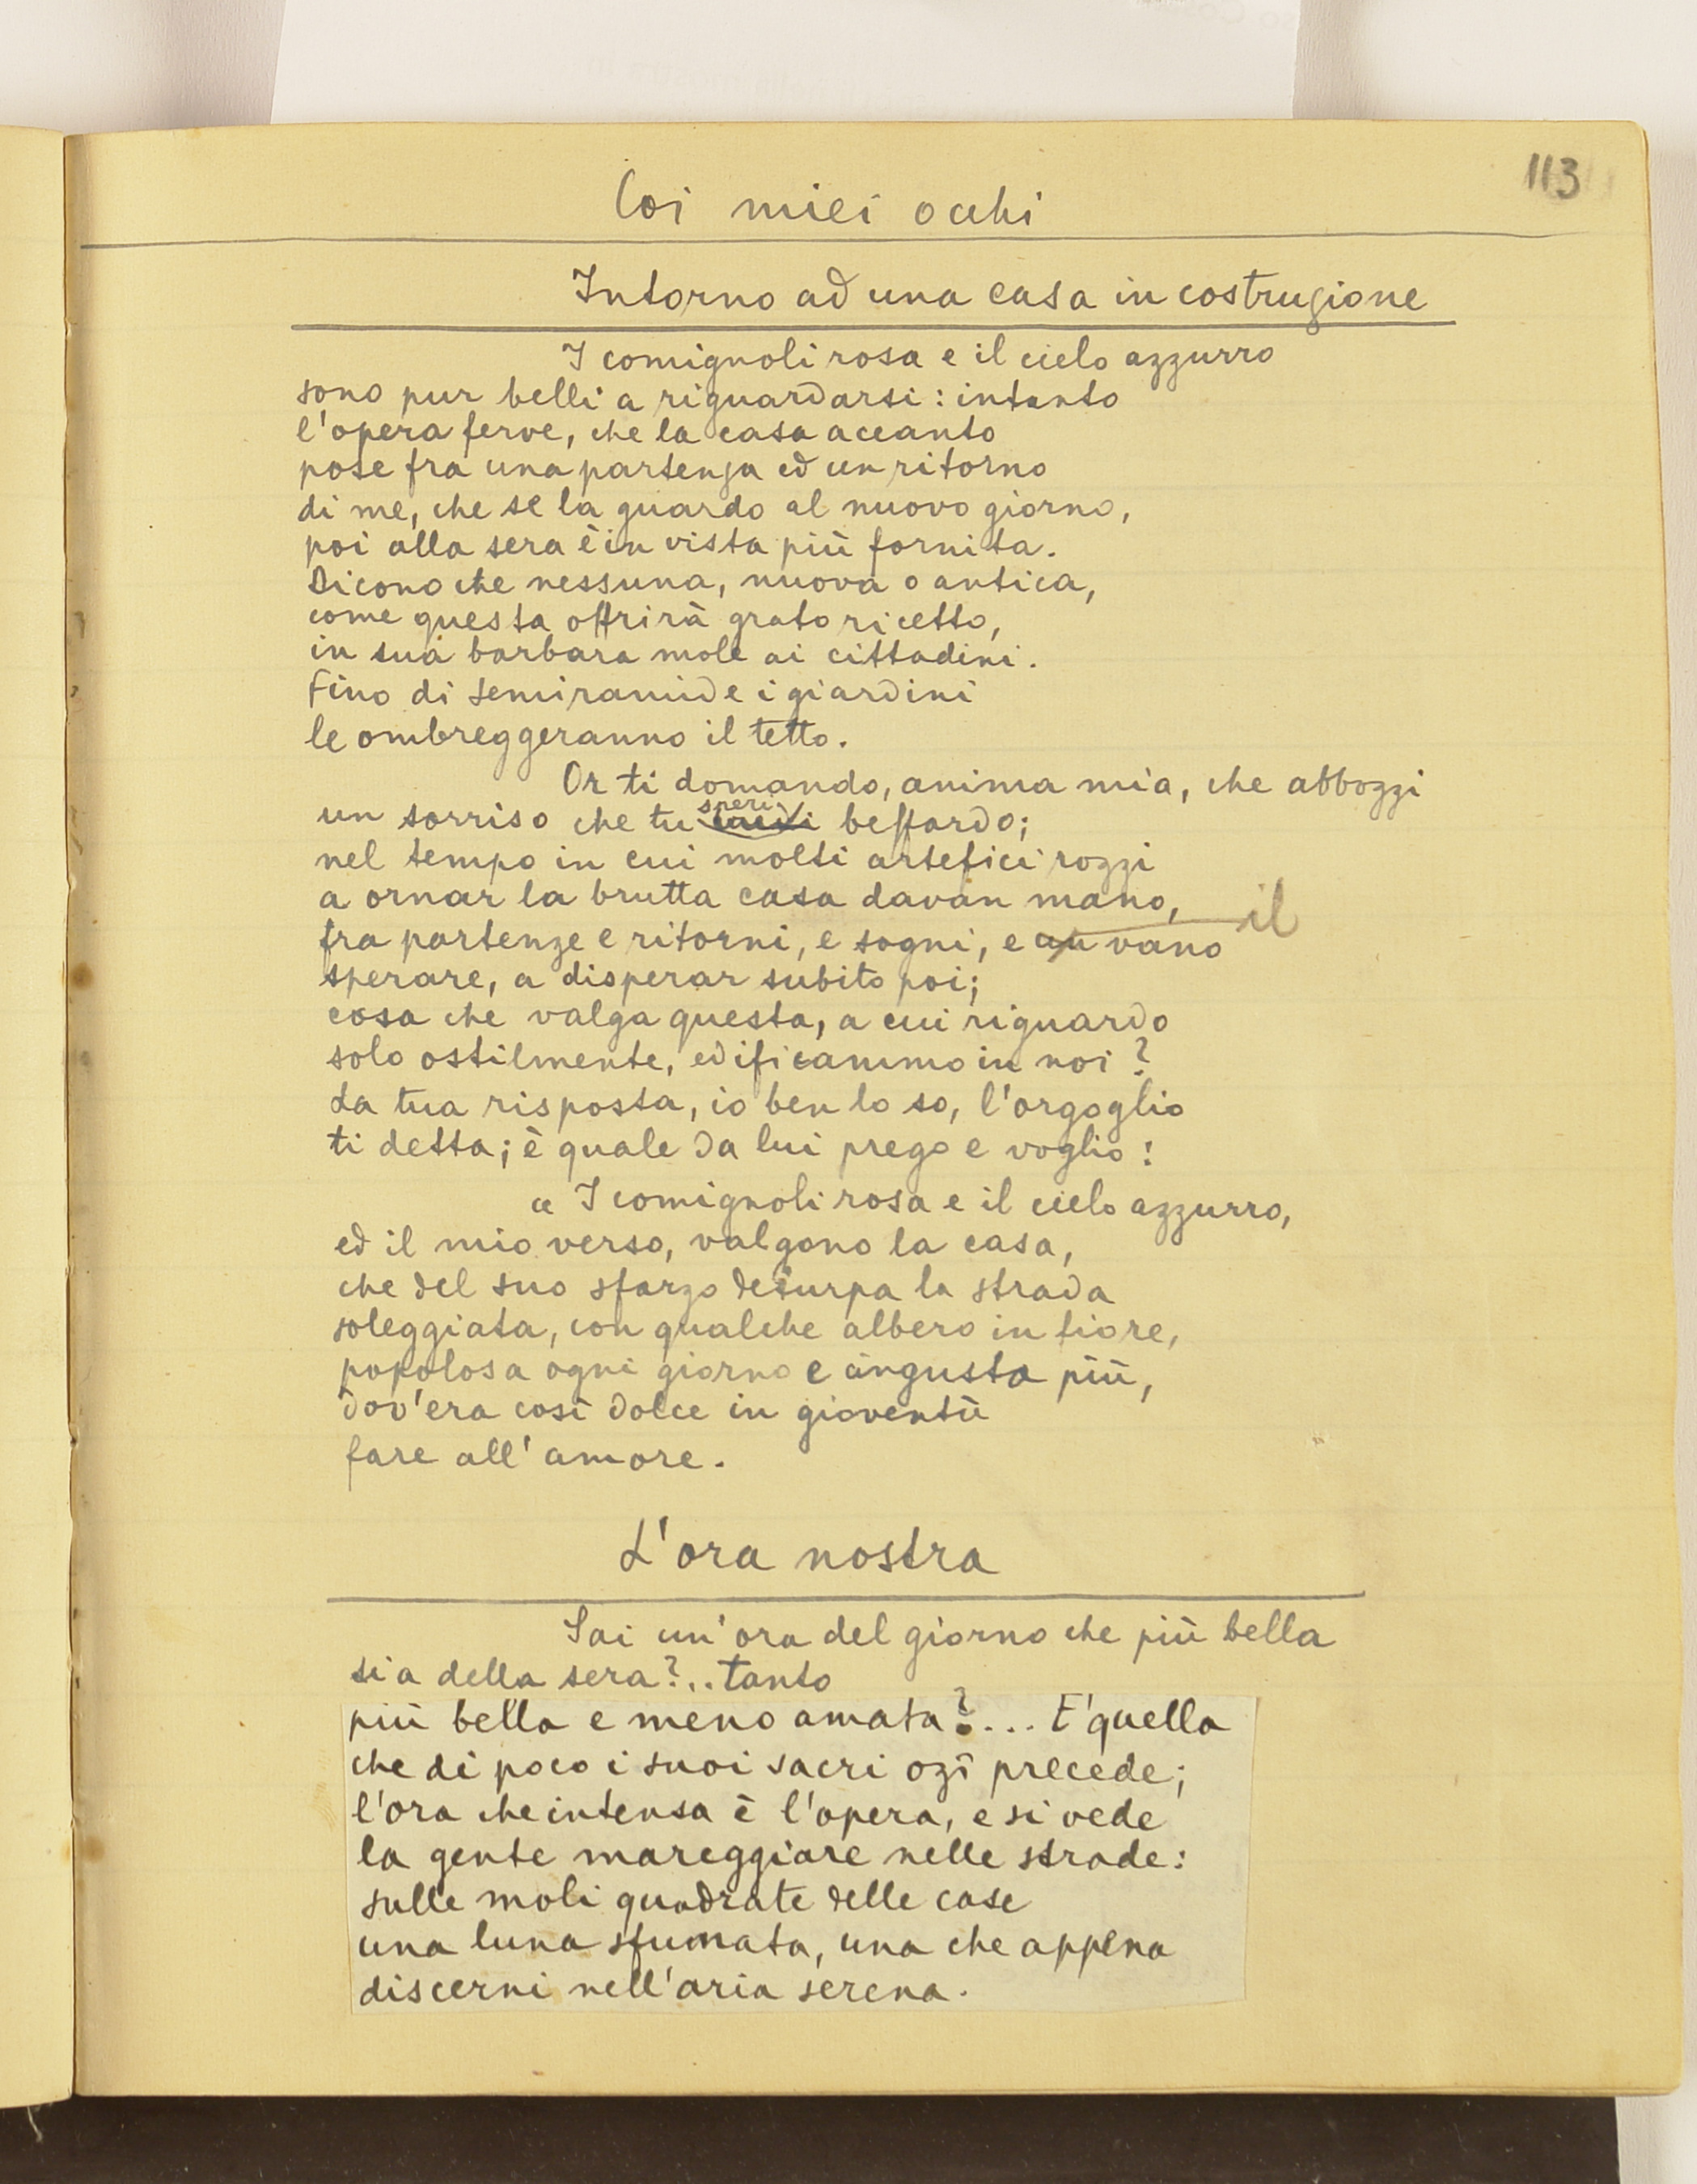 113
Coi miei occhi
Intorno ad una casa in costruzione
I comignoli rosa e il cielo azzurro
sono pur belli a riguardarsi: intanto
l'opera ferve, che la casa accanto
pose fra una partenza ed un ritorno
di me, che se la guardo al nuovo giorno,
poi alla sera è in vista più fornita.
Dicono che nessuna, nuova o antica,
come questa offrirà grato ricetto,
in sua barbara mole ai cittadini.
Fino di Semiramide i giardini
le ombreggeranno il tetto.
Or ti domando, anima mia, che abbozzi
speri
un sorriso che tu beffardo;
nel tempo in cui molti artefici rozzi
a ornar la brutta casa davan mano,
il
fra partenze e ritorni, e sogni, e un vano
sperare, a disperar subito poi;
cosa che valga questa, a cui riguardo
solo ostilmente, edificammo in noi?
La tua risposta, io ben lo so, l'orgoglio
ti detta; è quale da lui prego e voglio:
« I comignoli rosa e il cielo azzurro,
ed il mio verso, valgono la casa,
che del suo sforzo deturpa la strada
soleggiata, con qualche albero in fiore,
popolosa ogni giorno e angusta più,
dov'era così dolce in gioventù
fare all'amore.
L'ora nostra
Sai un'ora del giorno che più bella
sia della sera?.. tanto
più bella e meno amata?.... E' quella
che di poco i suoi sacri ozî precede;
l'ora che intensa è l'opera, e si vede
la gente mareggiare nelle strade:
sulle moli quadrate delle case
una luna sfumata, una che appena
discerni nell'aria serena.